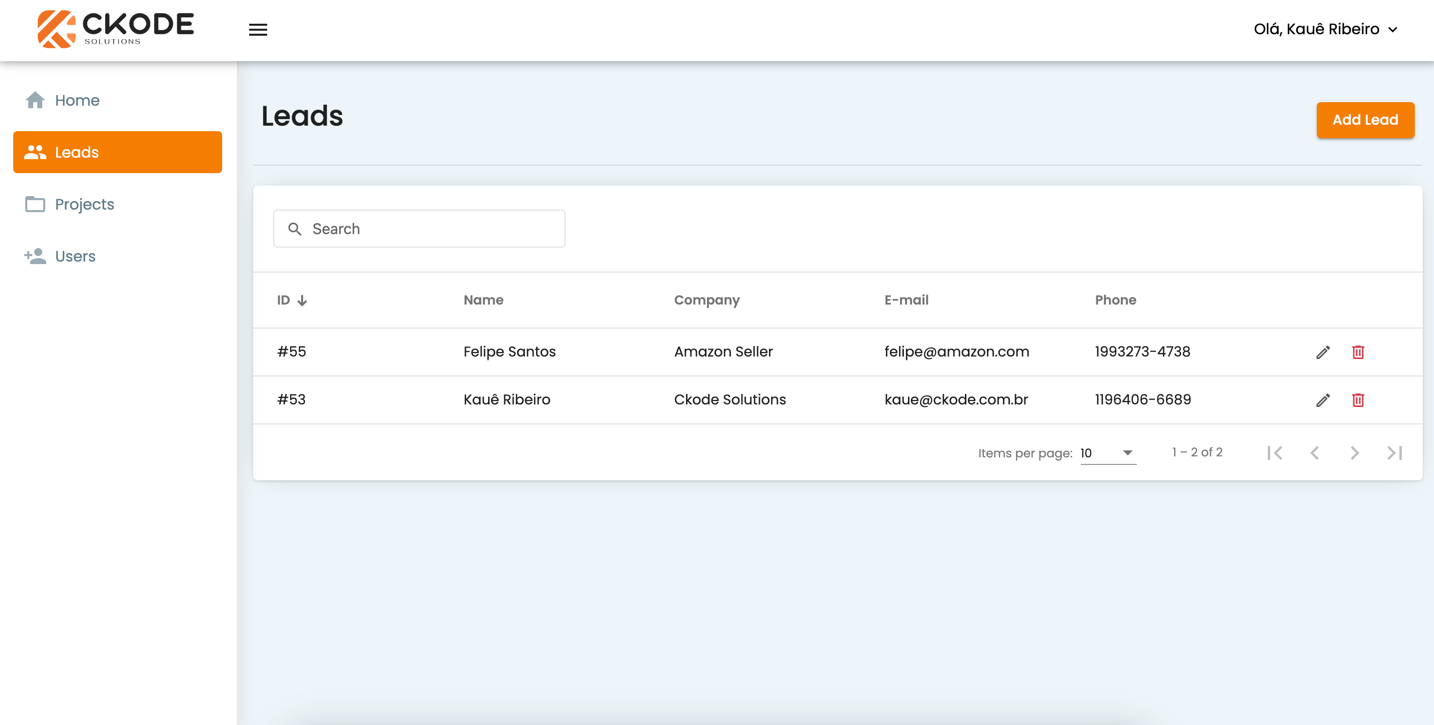 CKODE
SOLUTIONS
Olá, Kauê Ribeiro
Home
Leads
Projects
Users
Leads
Add Lead
Search
ID Name Company E-mail Phone
#55 Felipe Santos Amazon Seller felipe@amazon.com 1993273-4738
#53 Kauê Ribeiro Ckode Solutions kaue@ckode.com.br 1196406-6689
Items per page: 10 1 – 2 of 2